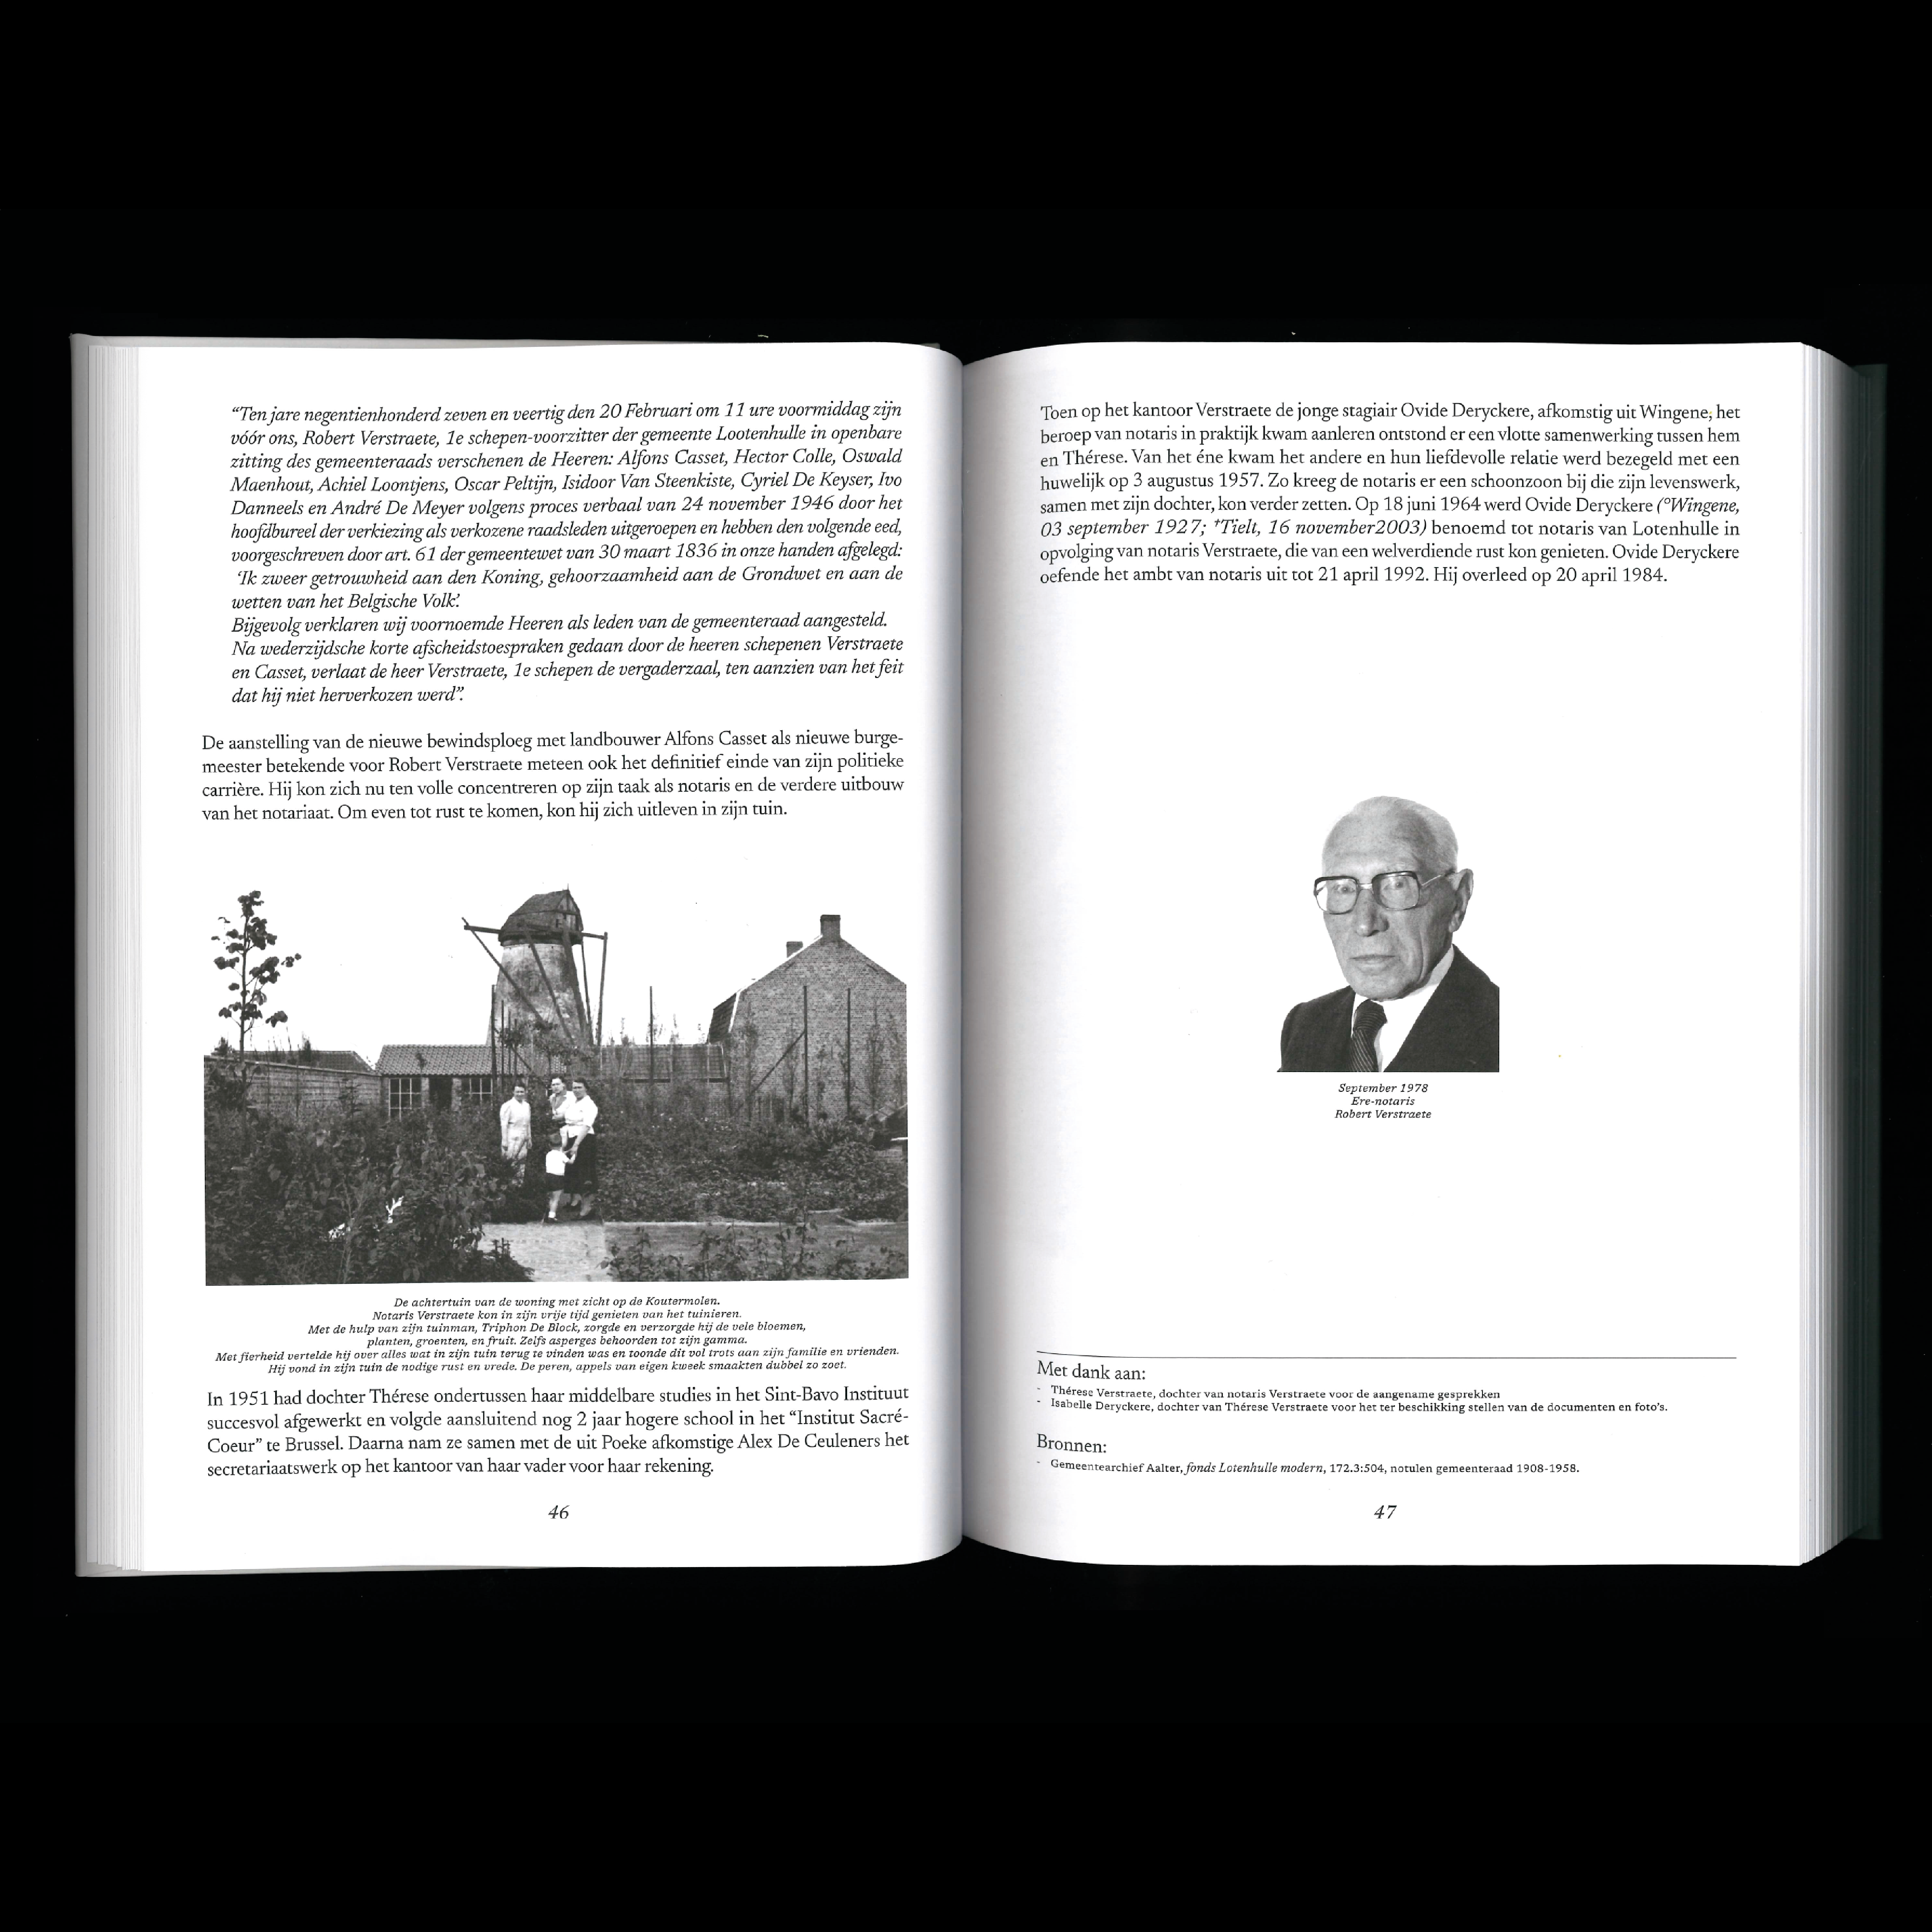 “Ten jare negentienhonderd zeven en veertig den 20 Februari om 11 ure voormiddag zijn
vóór ons, Robert Verstraete, 1e schepen-voorzitter der gemeente Lootenhulle in openbare
zitting des gemeenteraads verschenen de Heeren: Alfons Casset, Hector Colle, Oswald
Maenhout, Achiel Loontjens, Oscar Peltijn, Isidoor Van Steenkiste, Cyriel De Keyser, Ivo
Danneels en André De Meyer volgens proces verbaal van 24 november 1946 door het
hoofdbureel der verkiezing als verkozene raadsleden uitgeroepen en hebben den volgende eed,
voorgeschreven door art. 61 der gemeentewet van 30 maart 1836 in onze handen afgelegd:
‘Ik zweer getrouwheid aan den Koning, gehoorzaamheid aan de Grondwet en aan de
wetten van het Belgische Volk’.
Bijgevolg verklaren wij voornoemde Heeren als leden van de gemeenteraad aangesteld.
Na wederzijdsche korte afscheidstoespraken gedaan door de heeren schepenen Verstraete
en Casset, verlaat de heer Verstraete, 1e schepen de vergaderzaal, ten aanzien van het feit
dat hij niet herverkozen werd”.
De aanstelling van de nieuwe bewindsploeg met landbouwer Alfons Casset als nieuwe burge-
meester betekende voor Robert Verstraete meteen ook het definitief einde van zijn politieke
carrière. Hij kon zich nu ten volle concentreren op zijn taak als notaris en de verdere uitbouw
van het notariaat. Om even tot rust te komen, kon hij zich uitleven in zijn tuin.
De achtertuin van de woning met zicht op de Koutermolen.
Notaris Verstraete kon in zijn vrije tijd genieten van het tuinieren.
Met de hulp van zijn tuinman, Triphon De Block, zorgde en verzorgde hij de vele bloemen,
planten, groenten, en fruit. Zelfs asperges behoorden tot zijn gamma.
Met fierheid vertelde hij over alles wat in zijn tuin terug te vinden was en toonde dit vol trots aan zijn familie en vrienden.
Hij vond in zijn tuin de nodige rust en vrede. De peren, appels van eigen kweek smaakten dubbel zo zoet.
In 1951 had dochter Thérese ondertussen haar middelbare studies in het Sint-Bavo Instituut
succesvol afgewerkt en volgde aansluitend nog 2 jaar hogere school in het “Institut Sacré-
Coeur” te Brussel. Daarna nam ze samen met de uit Poeke afkomstige Alex De Ceuleners het
secretariaatswerk op het kantoor van haar vader voor haar rekening.
46
Toen op het kantoor Verstraete de jonge stagiair Ovide Deryckere, afkomstig uit Wingene, het
beroep van notaris in praktijk kwam aanleren ontstond er een vlotte samenwerking tussen hem
en Thérese. Van het éne kwam het andere en hun liefdevolle relatie werd bezegeld met een
huwelijk op 3 augustus 1957. Zo kreeg de notaris er een schoonzoon bij die zijn levenswerk,
samen met zijn dochter, kon verder zetten. Op 18 juni 1964 werd Ovide Deryckere (°Wingene,
03 september 1927; †Tielt, 16 november2003) benoemd tot notaris van Lotenhulle in
opvolging van notaris Verstraete, die van een welverdiende rust kon genieten. Ovide Deryckere
oefende het ambt van notaris uit tot 21 april 1992. Hij overleed op 20 april 1984.
September 1978
Ere-notaris
Robert Verstraete
Met dank aan:
- Thérese Verstraete, dochter van notaris Verstraete voor de aangename gesprekken
- Isabelle Deryckere, dochter van Thérese Verstraete voor het ter beschikking stellen van de documenten en foto’s.
Bronnen:
- Gemeentearchief Aalter, fonds Lotenhulle modern, 172.3:504, notulen gemeenteraad 1908-1958.
47